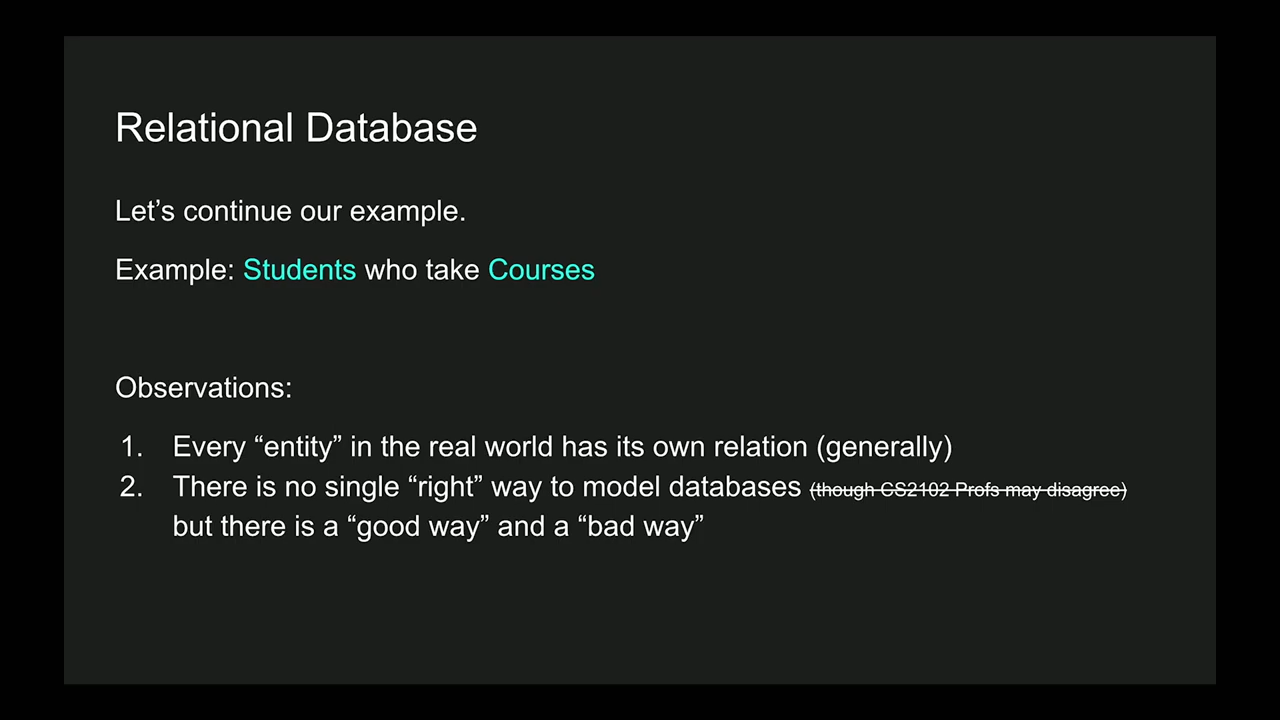 Relational Database
Let’s continue our example.
Example: Students who take Courses
Observations:
1. Every “entity” in the real world has its own relation (generally)
2. There is no single “right” way to model databases (though CS2102 Profs may disagree)
but there is a “good way” and a “bad way”